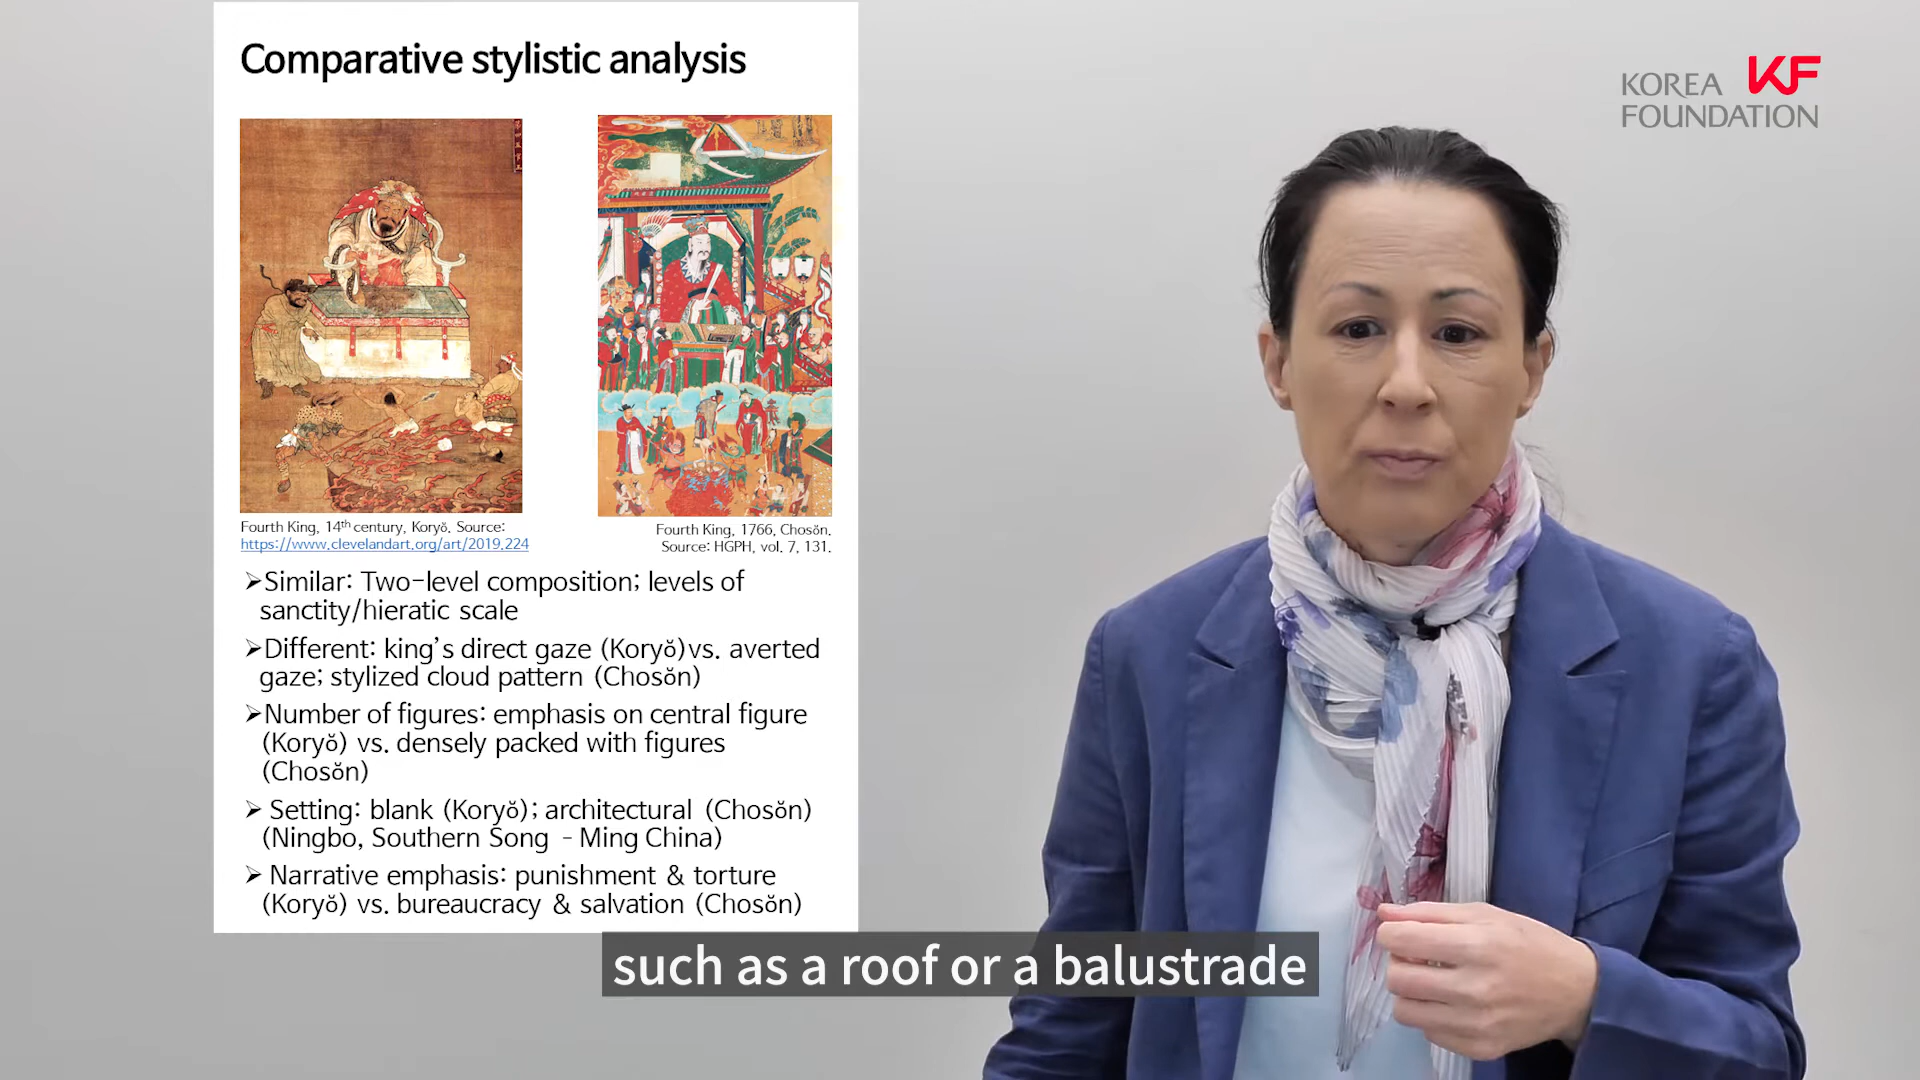 Comparative stylistic analysis
Fourth King, 14th century, Koryŏ. Source:
https://www.clevelandart.org/art/2019.224
Fourth King, 1766, Chosŏn.
Source: HGPH, vol. 7, 131.
➢Similar: Two-level composition; levels of
sanctity/hieratic scale
➢Different: king's direct gaze (Koryŏ)vs. averted
gaze; stylized cloud pattern (Chosŏn)
➢Number of figures: emphasis on central figure
(Koryŏ) vs. densely packed with figures
(Chosŏn)
➢ Setting: blank (Koryŏ); architectural (Chosŏn)
(Ningbo, Southern Song – Ming China)
➢ Narrative emphasis: punishment & torture
(Koryŏ) vs. bureaucracy & salvation (Chosŏn)
KOREA KF
FOUNDATION
such as a roof or a balustrade